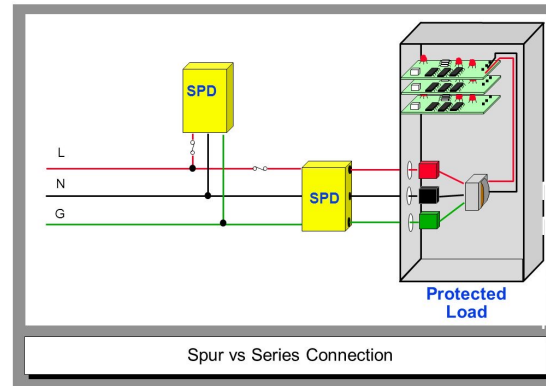 SPD
L
N
SPD
G
Protected
Load
Spur vs Series Connection